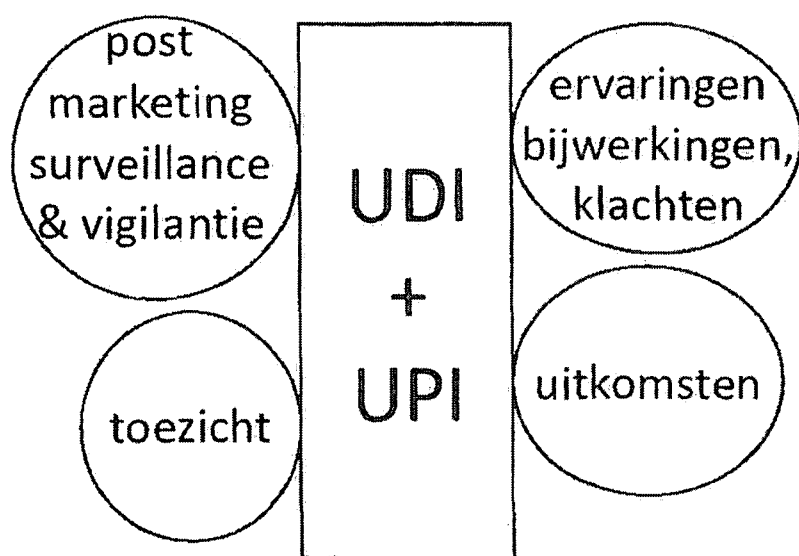 post
marketing
surveillance
& vigilantie
toezicht
UDI
+
UPI
ervaringen
bijwerkingen,
klachten
uitkomsten